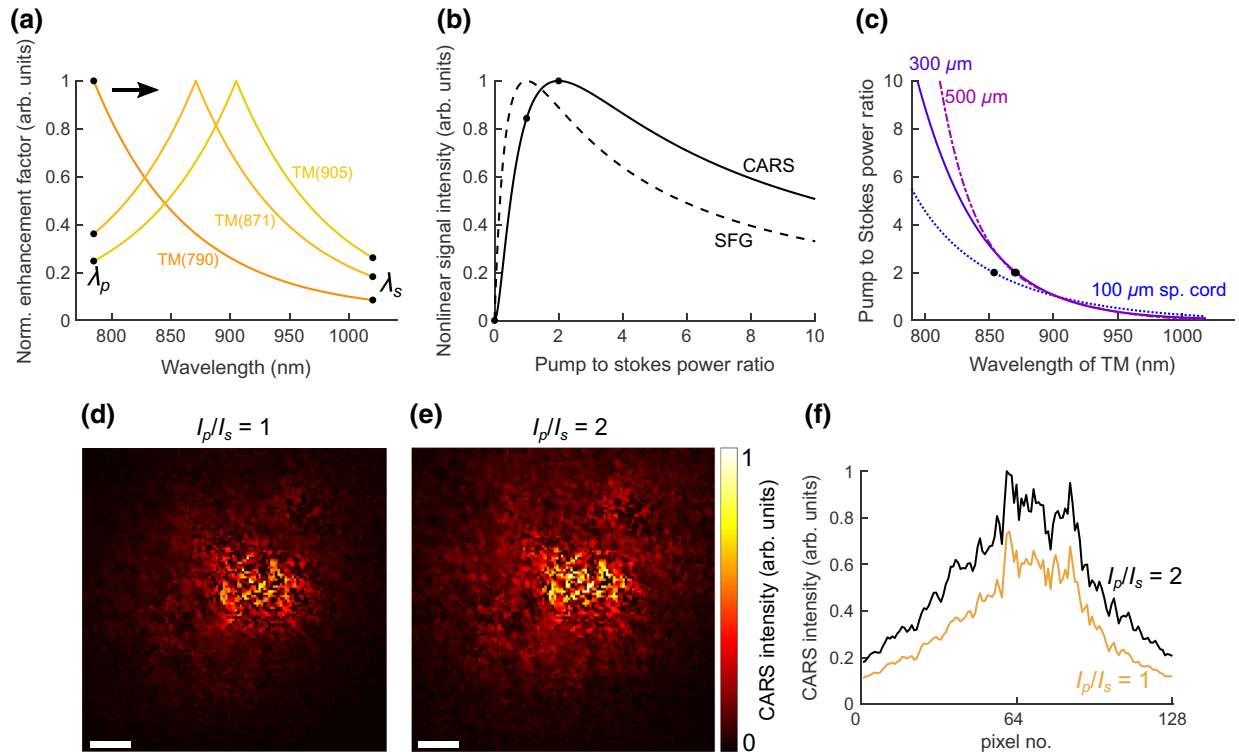 (a)
Norm. enhancement factor (arb. units)
1
0.8
0.6
0.4
0.2
0
TM(905)
TM(871)
TM(790)
λp
λs
800 850 900 950 1000
Wavelength (nm)
(b)
Nonlinear signal intensity (arb. units)
1
0.8
0.6
0.4
0.2
0
CARS
SFG
0 2 4 6 8 10
Pump to stokes power ratio
(c)
Pump to Stokes power ratio
10
8
6
4
2
0
300 µm
500 µm
100 µm sp. cord
800 850 900 950 1000
Wavelength of TM (nm)
(d)
Ip/Is = 1
(e)
Ip/Is = 2
1
CARS intensity (arb. units)
0
(f)
CARS intensity (arb. units)
1
0.8
0.6
0.4
0.2
0
Ip/Is = 2
Ip/Is = 1
0 64 128
pixel no.